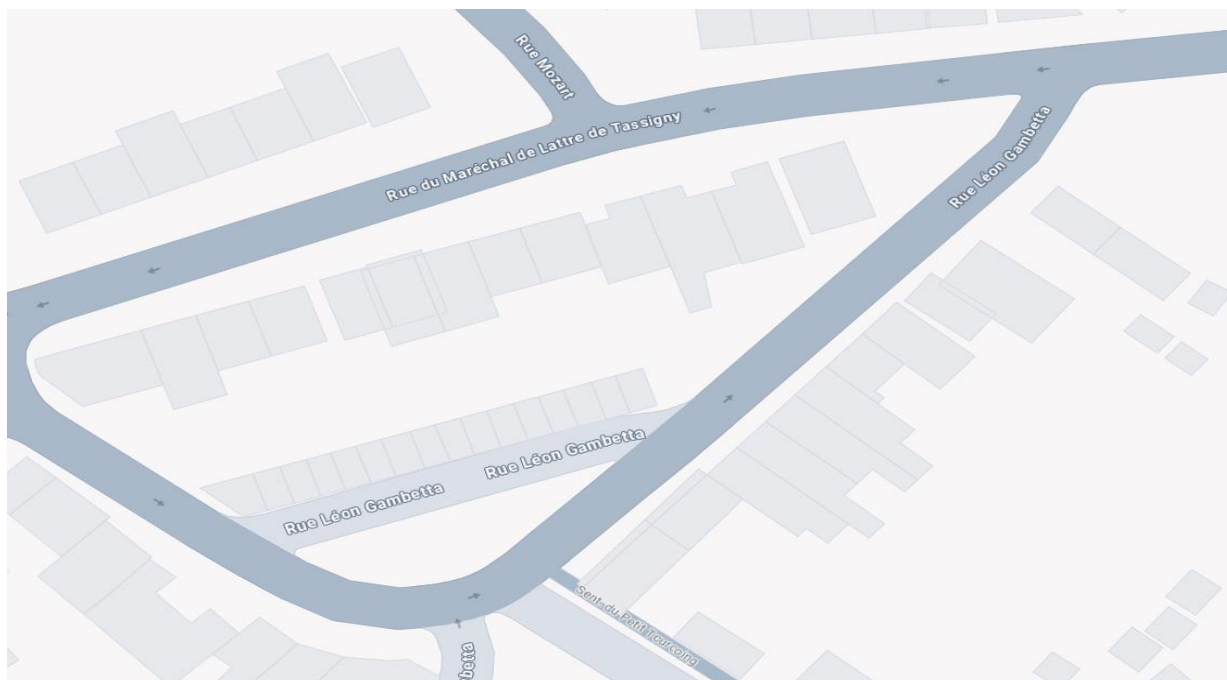 Rue Mozart
Rue du Maréchal de Lattre de Tassigny
Rue Léon Gambetta
Rue Léon Gambetta
Rue Léon Gambetta
Sent. du Petit Tourcoing
betta